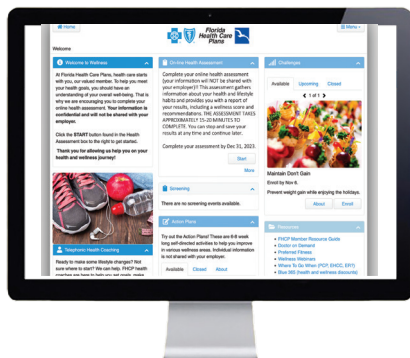 Home
Florida
Health Care
Plans
Menu
Welcome
Welcome to Wellness
At Florida Health Care Plans, health care starts
with you, our valued member. To help you meet
your health goals, you should have an
understanding of your overall well-being. That is
why we are encouraging you to complete your
online health assessment. Your information is
confidential and will not be shared with your
employer.
Click the START button found in the Health
Assessment box to the right to get started.
Thank you for allowing us help you on your
health and wellness journey!
Telephonic Health Coaching
Ready to make some lifestyle changes? Not
sure where to start? We can help. FHCP health
coaches are here to help you set goals, make
On-line Health Assessment
Complete your online health assessment
(your information will NOT be shared with
your employer)!! This assessment gathers
information about your health and lifestyle
habits and provides you with a report of
your results, including a wellness score and
recommendations. THE ASSESSMENT TAKES
APPROXIMATELY 15-20 MINUTES TO
COMPLETE. You can stop and save your
results at any time and continue later.
Complete your assessment by Dec 31, 2023.
Start
More
Screening
There are no screening events available.
Action Plans
Try out the Action Plans! These are 6-8 week
long self-directed activities to help you improve
in various wellness areas. Individual information
is not shared with your employer.
Available Closed About
Challenges
Available Upcoming Closed
1 of 1
Maintain Don't Gain
Enroll by Nov 6.
Prevent weight gain while enjoying the holidays.
About Enroll
Resources
FHCP Member Resource Guide
Doctor on Demand
Preferred Fitness
Wellness Webinars
Where To Go When (PCP, EHCC, ER?)
Blue 365 (health and wellness discounts)